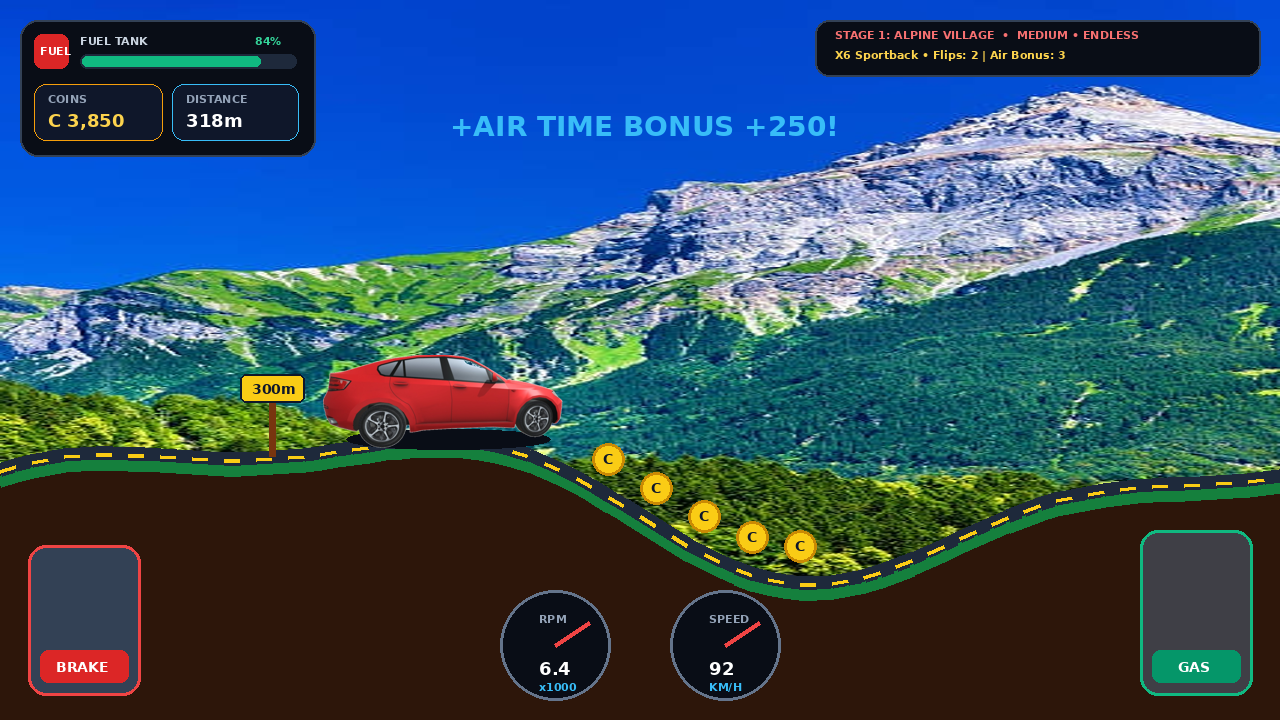 FUEL
FUEL TANK
84%
COINS
C 3,850
DISTANCE
318m
STAGE 1: ALPINE VILLAGE • MEDIUM • ENDLESS
X6 Sportback • Flips: 2 | Air Bonus: 3
+AIR TIME BONUS +250!
300m
C
C
C
C
C
BRAKE
RPM
6.4
x1000
SPEED
92
KM/H
GAS